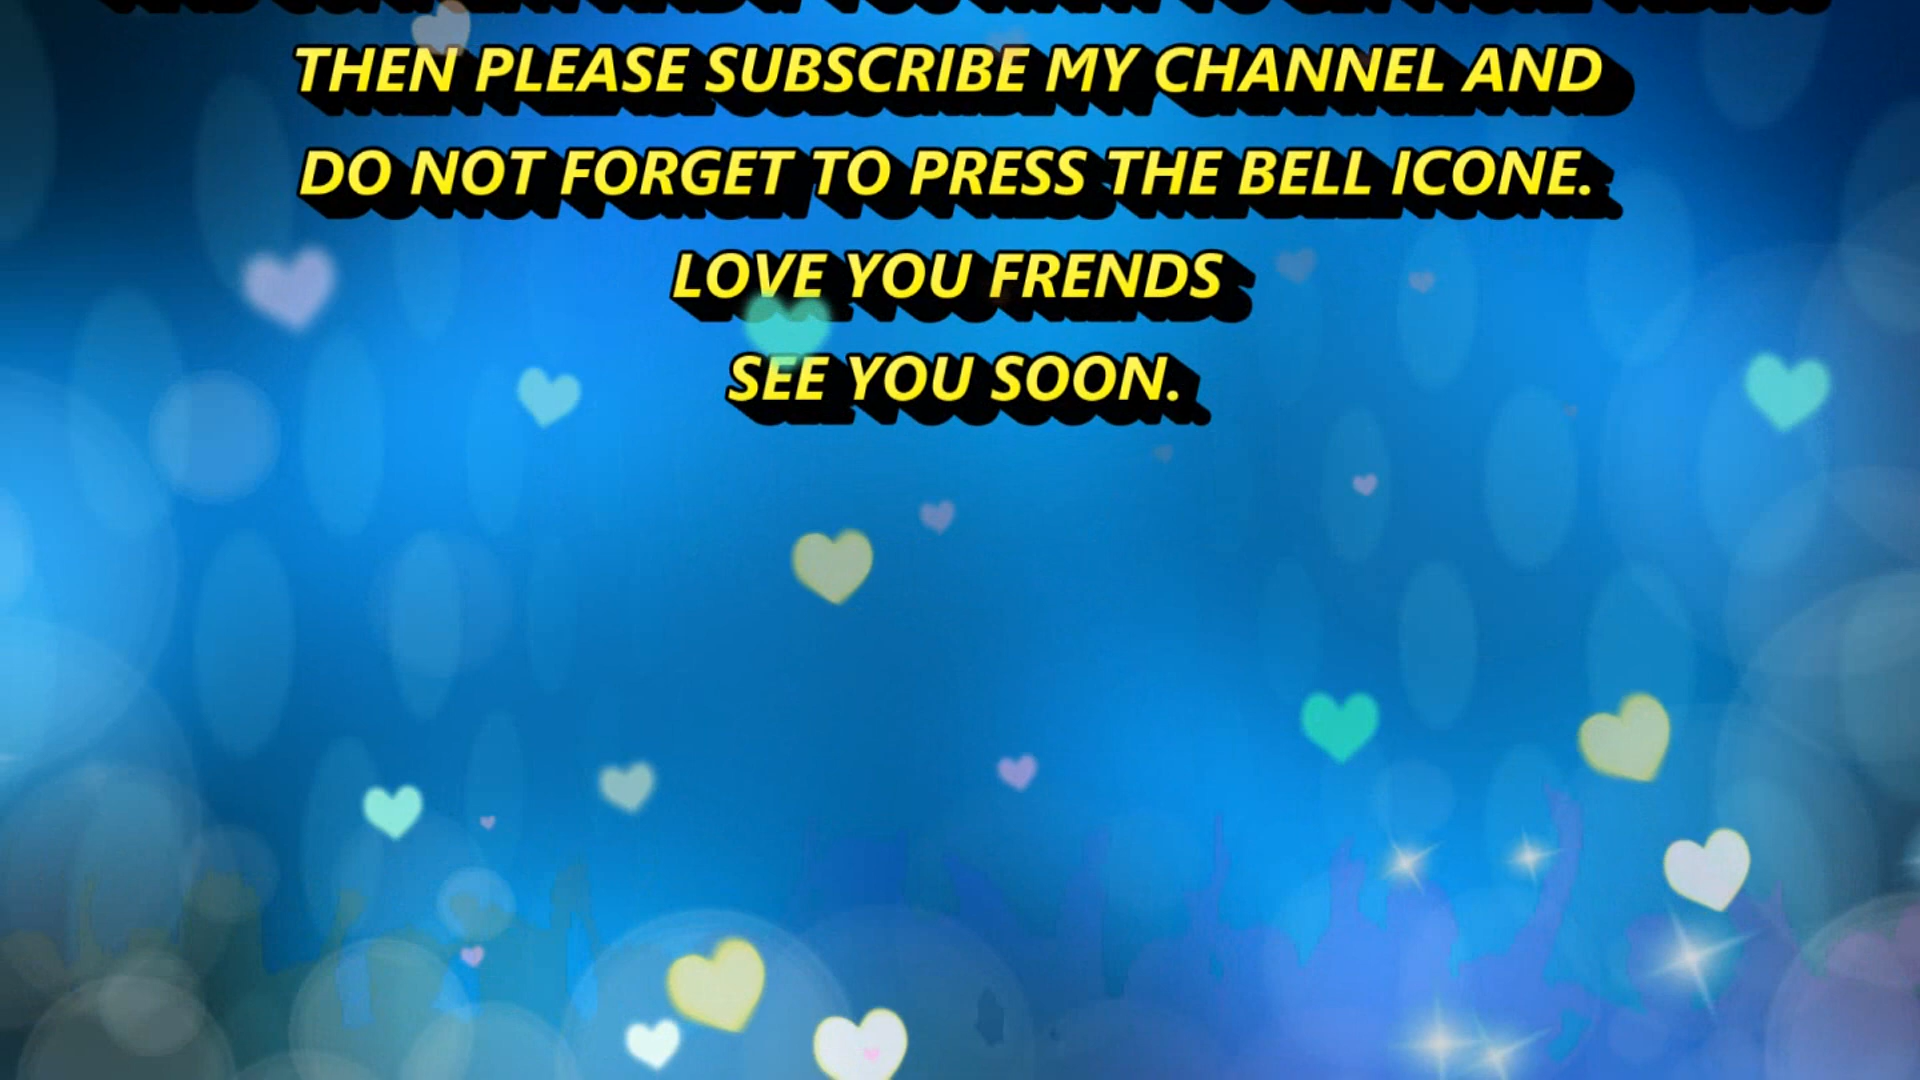 THEN PLEASE SUBSCRIBE MY CHANNEL AND
DO NOT FORGET TO PRESS THE BELL ICONE.
LOVE YOU FRENDS
SEE YOU SOON.